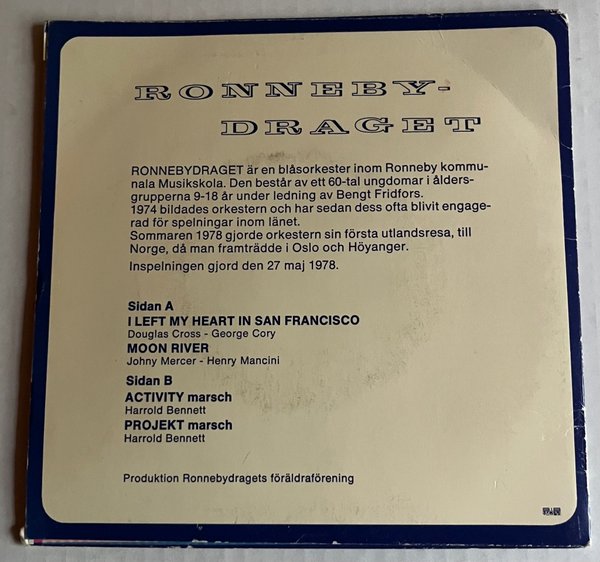 RONNEBY-
DRAGET
RONNEBYDRAGET är en blåsorkester inom Ronneby kommu-
nala Musikskola. Den består av ett 60-tal ungdomar i ålders-
grupperna 9-18 år under ledning av Bengt Fridfors.
1974 bildades orkestern och har sedan dess ofta blivit engage-
rad för spelningar inom länet.
Sommaren 1978 gjorde orkestern sin första utlandsresa, till
Norge, då man framträdde i Oslo och Höyanger.
Inspelningen gjord den 27 maj 1978.
Sidan A
I LEFT MY HEART IN SAN FRANCISCO
Douglas Cross - George Cory
MOON RIVER
Johny Mercer - Henry Mancini
Sidan B
ACTIVITY marsch
Harrold Bennett
PROJEKT marsch
Harrold Bennett
Produktion Ronnebydragets föräldraförening